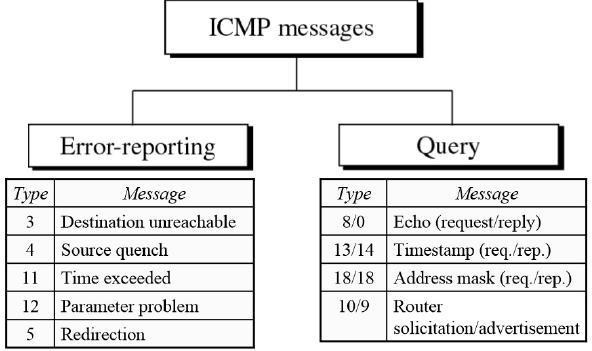 ICMP messages
Error-reporting
Query
Type Message
3 Destination unreachable
4 Source quench
11 Time exceeded
12 Parameter problem
5 Redirection
Type Message
8/0 Echo (request/reply)
13/14 Timestamp (req./rep.)
18/18 Address mask (req./rep.)
10/9 Router
solicitation/advertisement